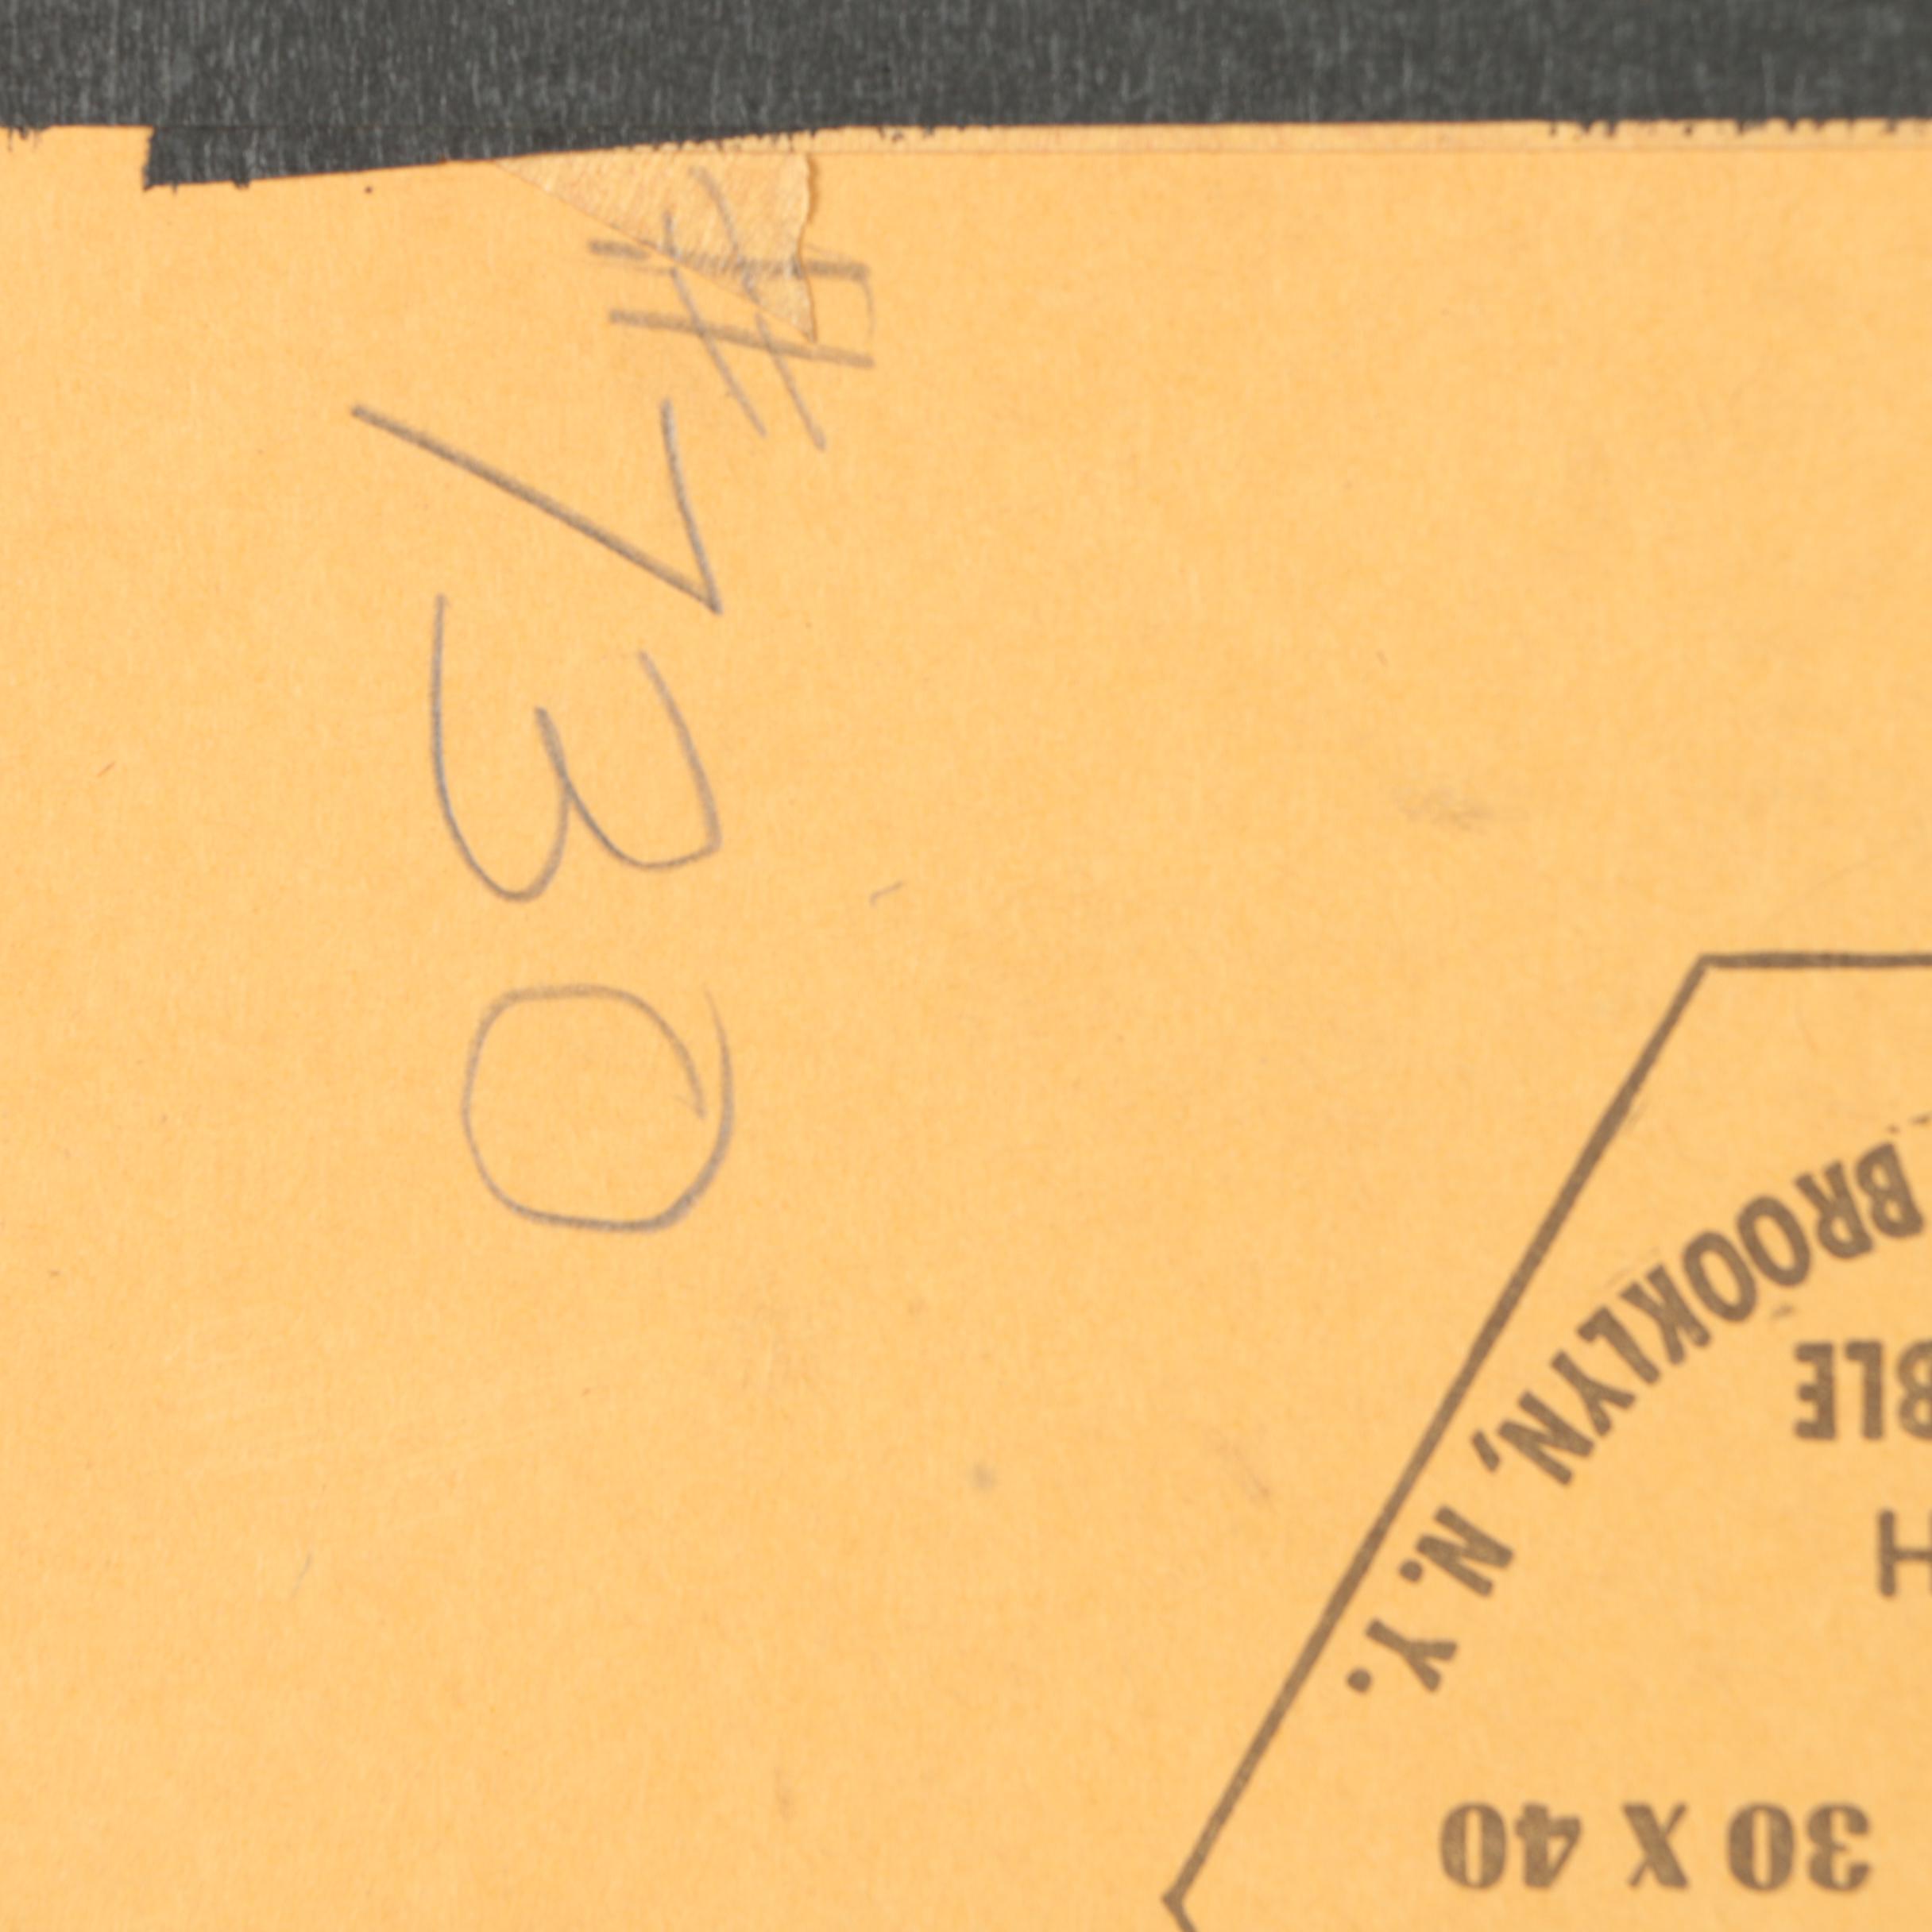 #730
30 X 40
H
BLE
BROOKLYN, N. Y.